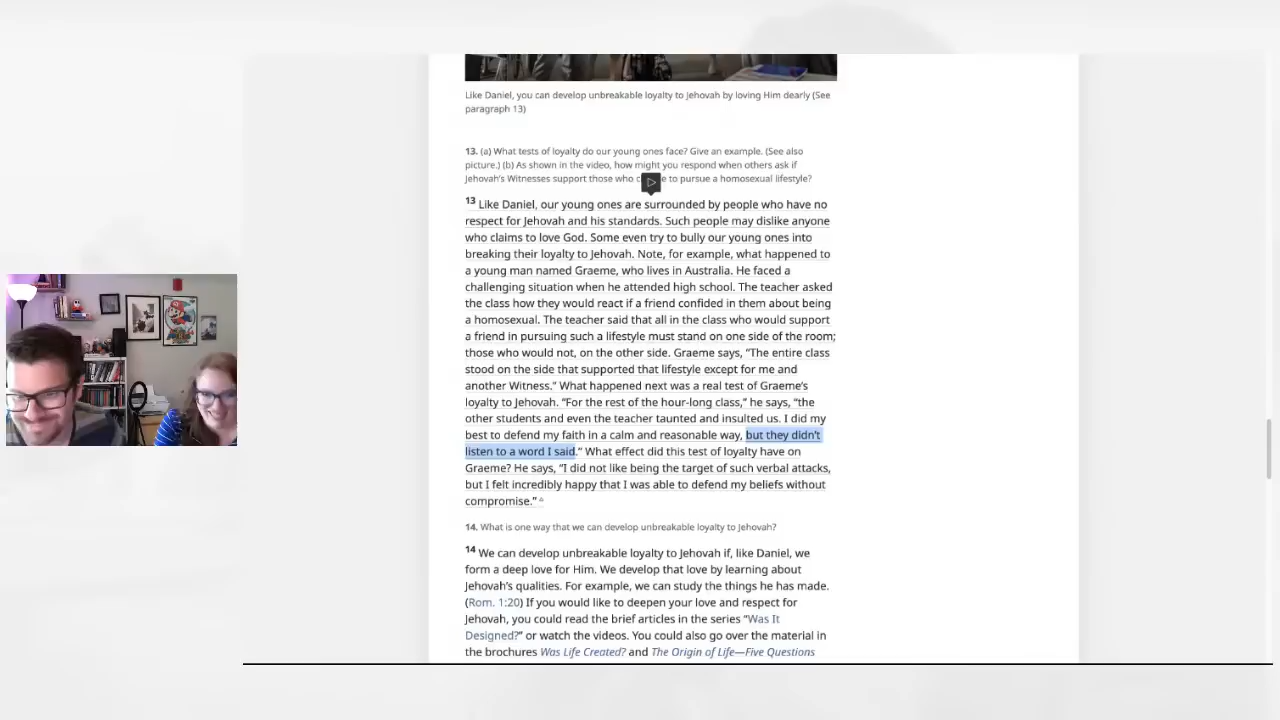 Like Daniel, you can develop unbreakable loyalty to Jehovah by loving Him dearly (See
paragraph 13)
13. (a) What tests of loyalty do our young ones face? Give an example. (See also
picture.) (b) As shown in the video, how might you respond when others ask if
Jehovah's Witnesses support those who c e to pursue a homosexual lifestyle?
13 Like Daniel, our young ones are surrounded by people who have no
respect for Jehovah and his standards. Such people may dislike anyone
who claims to love God. Some even try to bully our young ones into
breaking their loyalty to Jehovah. Note, for example, what happened to
a young man named Graeme, who lives in Australia. He faced a
challenging situation when he attended high school. The teacher asked
the class how they would react if a friend confided in them about being
a homosexual. The teacher said that all in the class who would support
a friend in pursuing such a lifestyle must stand on one side of the room;
those who would not, on the other side. Graeme says, "The entire class
stood on the side that supported that lifestyle except for me and
another Witness." What happened next was a real test of Graeme's
loyalty to Jehovah. "For the rest of the hour-long class," he says, "the
other students and even the teacher taunted and insulted us. I did my
best to defend my faith in a calm and reasonable way, but they didn't
listen to a word I said." What effect did this test of loyalty have on
Graeme? He says, "I did not like being the target of such verbal attacks,
but I felt incredibly happy that I was able to defend my beliefs without
compromise."
14. What is one way that we can develop unbreakable loyalty to Jehovah?
14 We can develop unbreakable loyalty to Jehovah if, like Daniel, we
form a deep love for Him. We develop that love by learning about
Jehovah's qualities. For example, we can study the things he has made.
(Rom. 1:20) If you would like to deepen your love and respect for
Jehovah, you could read the brief articles in the series "Was It
Designed?" or watch the videos. You could also go over the material in
the brochures Was Life Created? and The Origin of Life—Five Questions